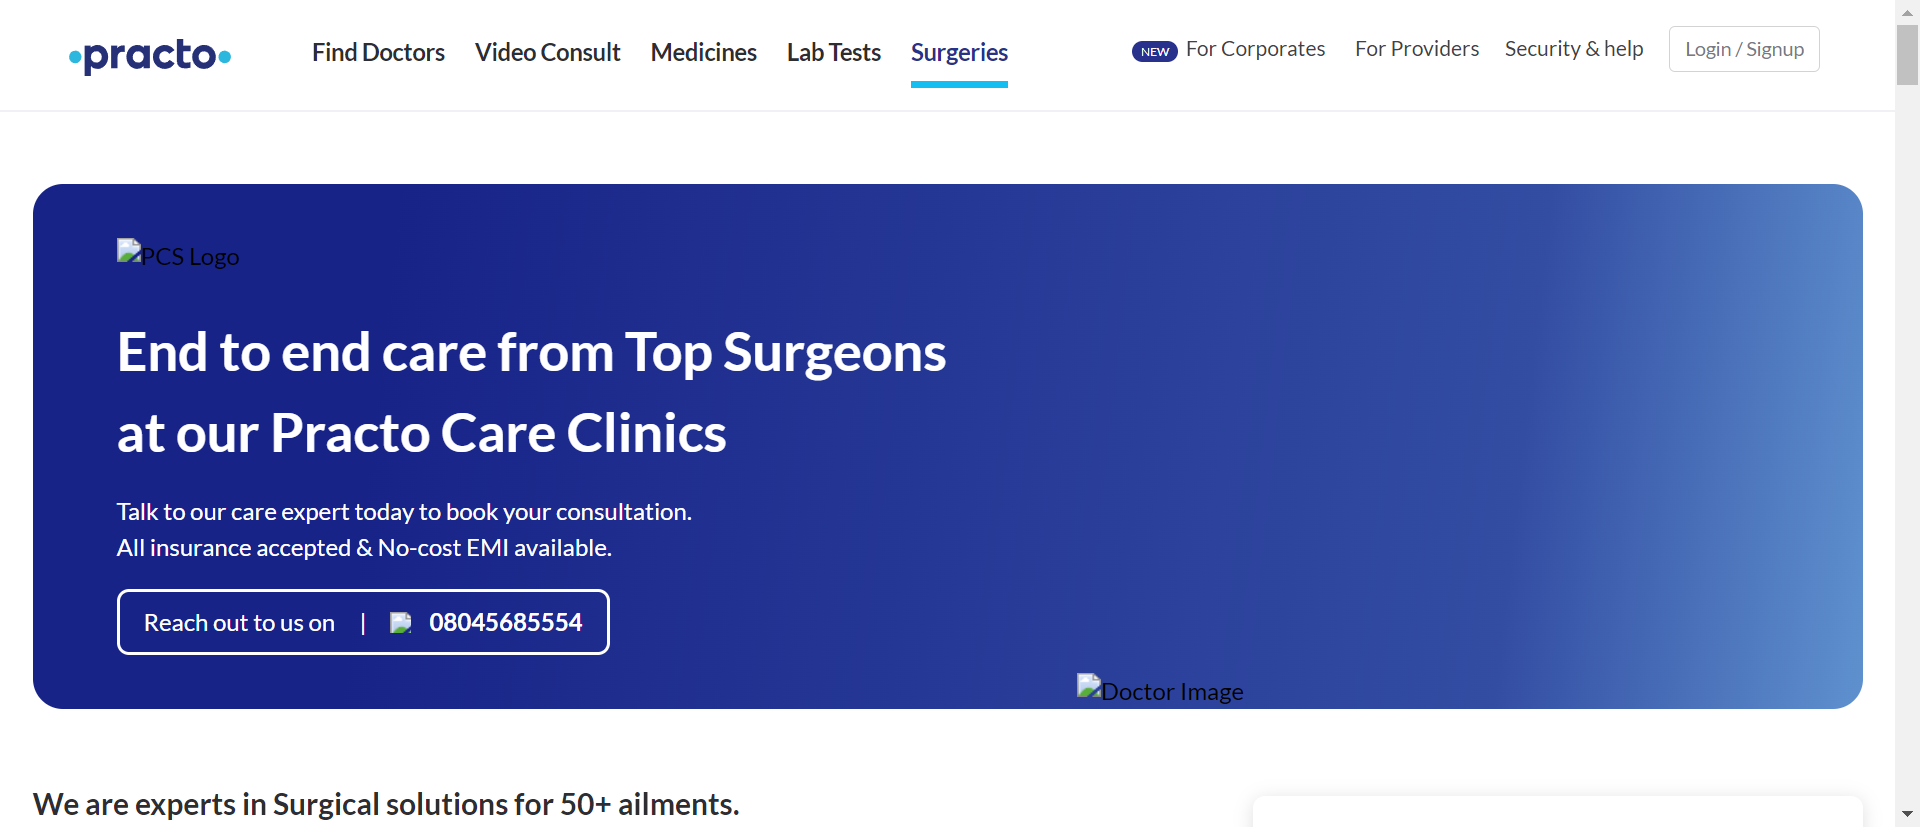 practo
Find Doctors
Video Consult
Medicines
Lab Tests
Surgeries
NEW For Corporates
For Providers
Security & help
Login / Signup
PCS Logo
End to end care from Top Surgeons
at our Practo Care Clinics
Talk to our care expert today to book your consultation.
All insurance accepted & No-cost EMI available.
Reach out to us on | 08045685554
Doctor Image
We are experts in Surgical solutions for 50+ ailments.